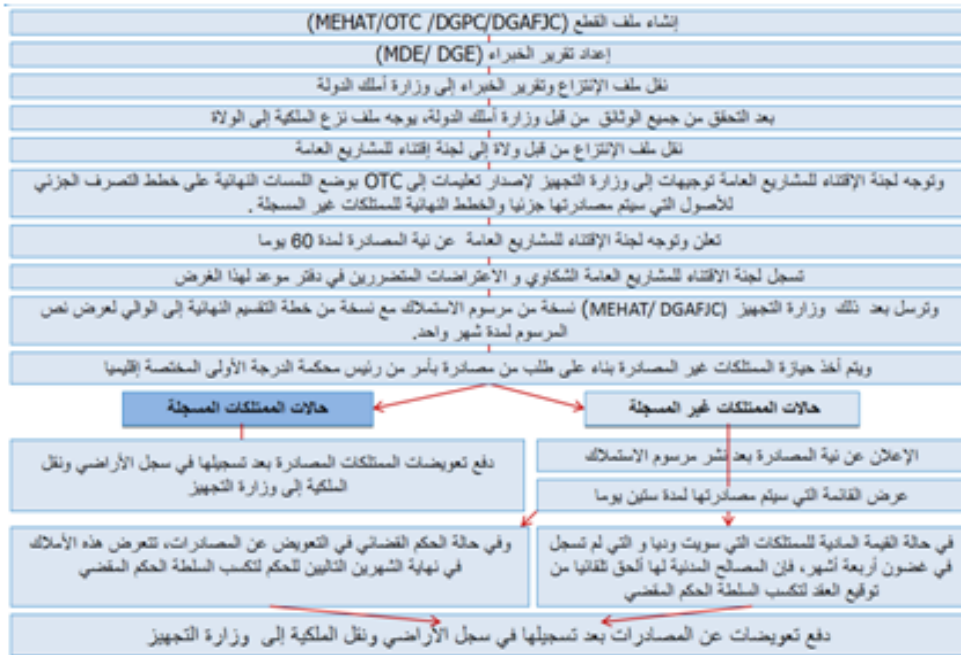 إنشاء ملف القطع (MEHAT/OTC /DGPC/DGAFJC)
إعداد تقرير الخبراء (MDE/ DGE)
نقل ملف الإنتزاع وتقرير الخبراء إلى وزارة أملك الدولة
بعد التحقق من جميع الوثائق من قبل وزارة أملك الدولة، يوجه ملف نزع الملكية إلى الولاة
نقل ملف الإنتزاع من قبل ولاة إلى لجنة إقتناء للمشاريع العامة
وتوجه لجنة الإقتناء للمشاريع العامة توجيهات إلى وزارة التجهيز لإصدار تعليمات إلى OTC بوضع اللمسات النهائية على خطط التصرف الجزئي
للأصول التي سيتم مصادرتها جزئيا والخطط النهائية للممتلكات غير المسجلة .
تعلن وتوجه لجنة الإقتناء للمشاريع العامة عن نية المصادرة لمدة 60 يوما
تسجل لجنة الاقتناء للمشاريع العامة الشكاوي و الاعتراضات المتضررين في دفتر موعد لهذا الغرض
وترسل بعد ذلك وزارة التجهيز (MEHAT/ DGAFJC) نسخة من مرسوم الاستملاك مع نسخة من خطة التقسيم النهائية إلى الوالي لعرض نص
المرسوم لمدة شهر واحد.
ويتم أخذ حيازة الممتلكات غير المصادرة بناء على طلب من مصادرة بأمر من رئيس محكمة الدرجة الأولى المختصة إقليميا
حالات الممتلكات غير المسجلة
حالات الممتلكات المسجلة
الإعلان عن نية المصادرة بعد نشر مرسوم الاستملاك
دفع تعويضات الممتلكات المصادرة بعد تسجيلها في سجل الأراضي ونقل
الملكية إلى وزارة التجهيز
عرض القائمة التي سيتم مصادرتها لمدة ستين يوما
في حالة القيمة المادية للممتلكات التي سويت وديا و التي لم تسجل
في غضون أربعة أشهر، فإن المصالح المدنية لها الحق تلقائيا من
توقيع العقد لتكسب السلطة الحكم المقضي
وفي حالة الحكم القضائي في التعويض عن المصادرات، تتعرض هذه الأملاك
في نهاية الشهرين التاليين للحكم لتكسب السلطة الحكم المقضي
دفع تعويضات عن المصادرات بعد تسجيلها في سجل الأراضي ونقل الملكية إلى وزارة التجهيز